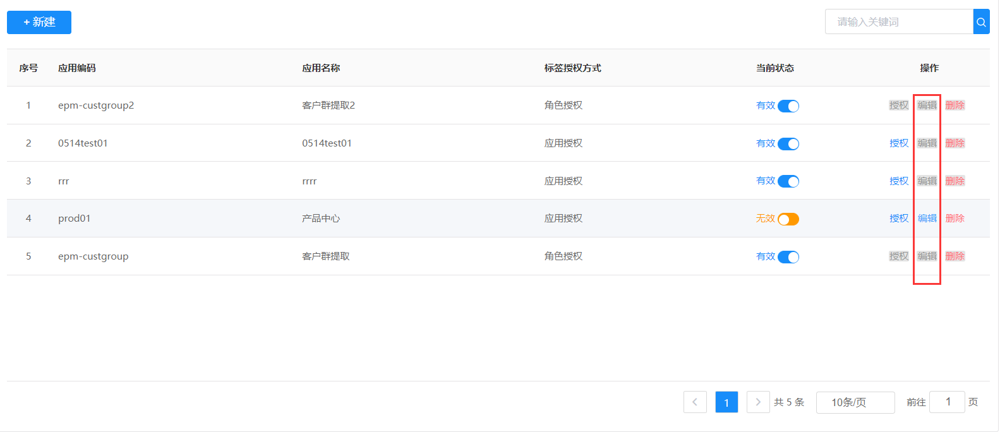 + 新建 请输入关键词
序号 应用编码 应用名称 标签授权方式 当前状态 操作
1 epm-custgroup2 客户群提取2 角色授权 有效 授权 编辑 删除
2 0514test01 0514test01 应用授权 有效 授权 编辑 删除
3 rrr rrrr 应用授权 有效 授权 编辑 删除
4 prod01 产品中心 应用授权 无效 授权 编辑 删除
5 epm-custgroup 客户群提取 角色授权 有效 授权 编辑 删除
1 共 5 条 10条/页 前往 1 页